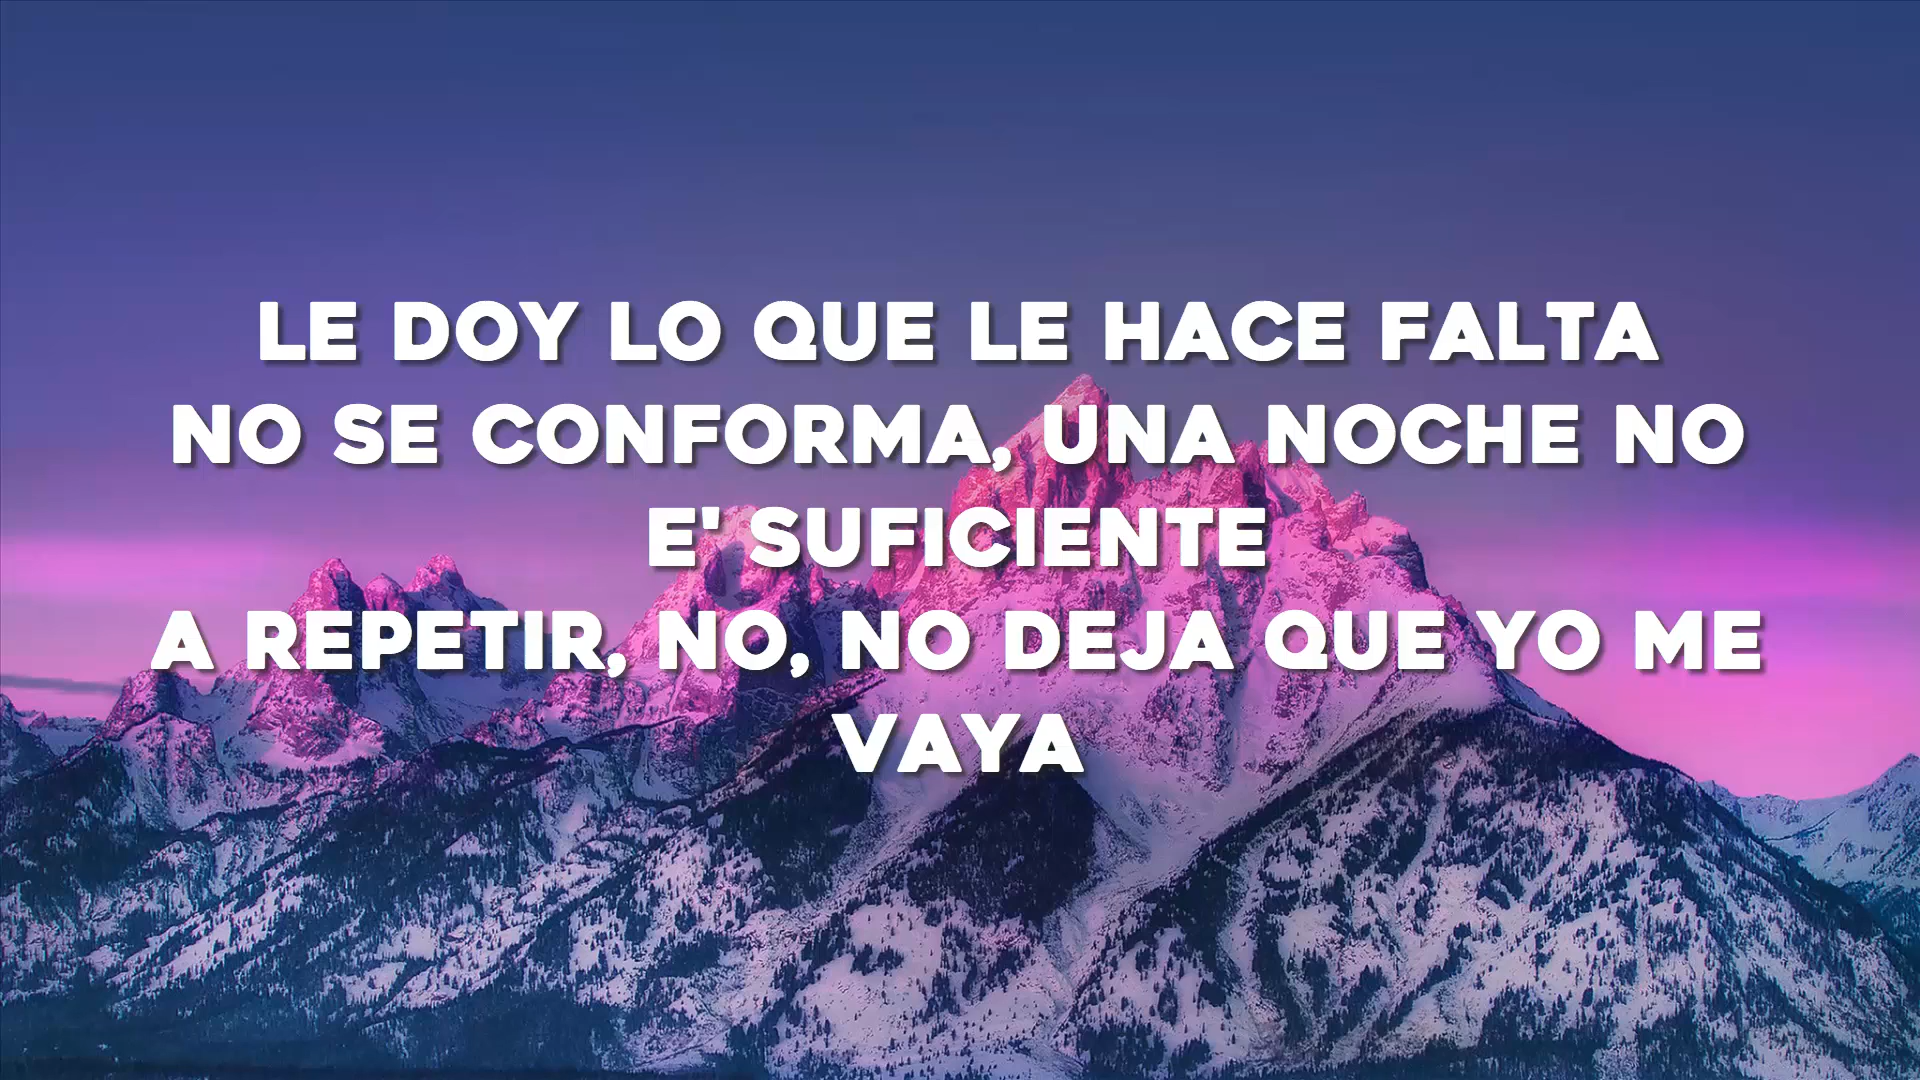 LE DOY LO QUE LE HACE FALTA
NO SE CONFORMA, UNA NOCHE NO
E' SUFICIENTE
A REPETIR, NO, NO DEJA QUE YO ME
VAYA